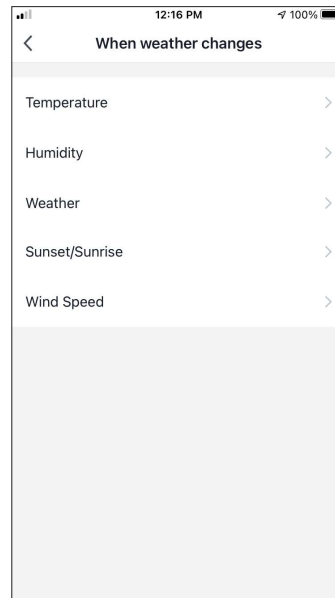 12:16 PM 100%
When weather changes
Temperature
Humidity
Weather
Sunset/Sunrise
Wind Speed